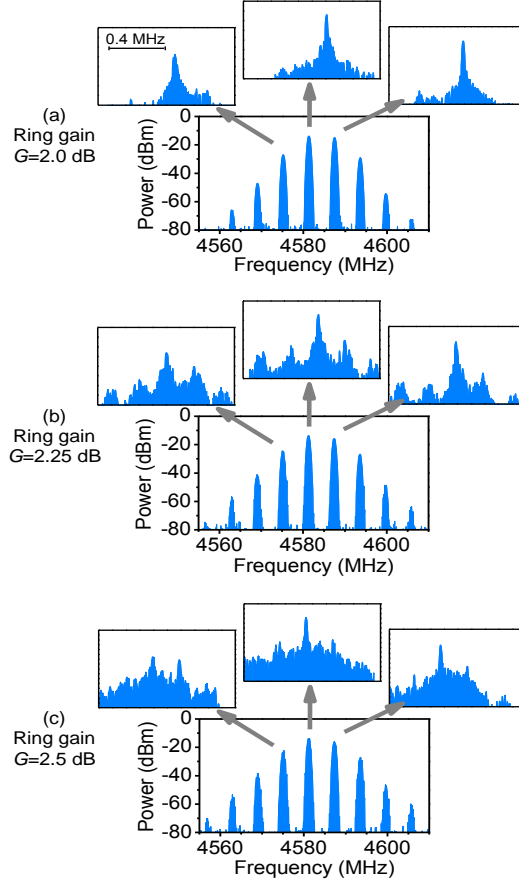 0.4 MHz
(a)
Ring gain
G=2.0 dB
Power (dBm)
0
-20
-40
-60
-80
4560 4580 4600
Frequency (MHz)
(b)
Ring gain
G=2.25 dB
Power (dBm)
0
-20
-40
-60
-80
4560 4580 4600
Frequency (MHz)
(c)
Ring gain
G=2.5 dB
Power (dBm)
0
-20
-40
-60
-80
4560 4580 4600
Frequency (MHz)